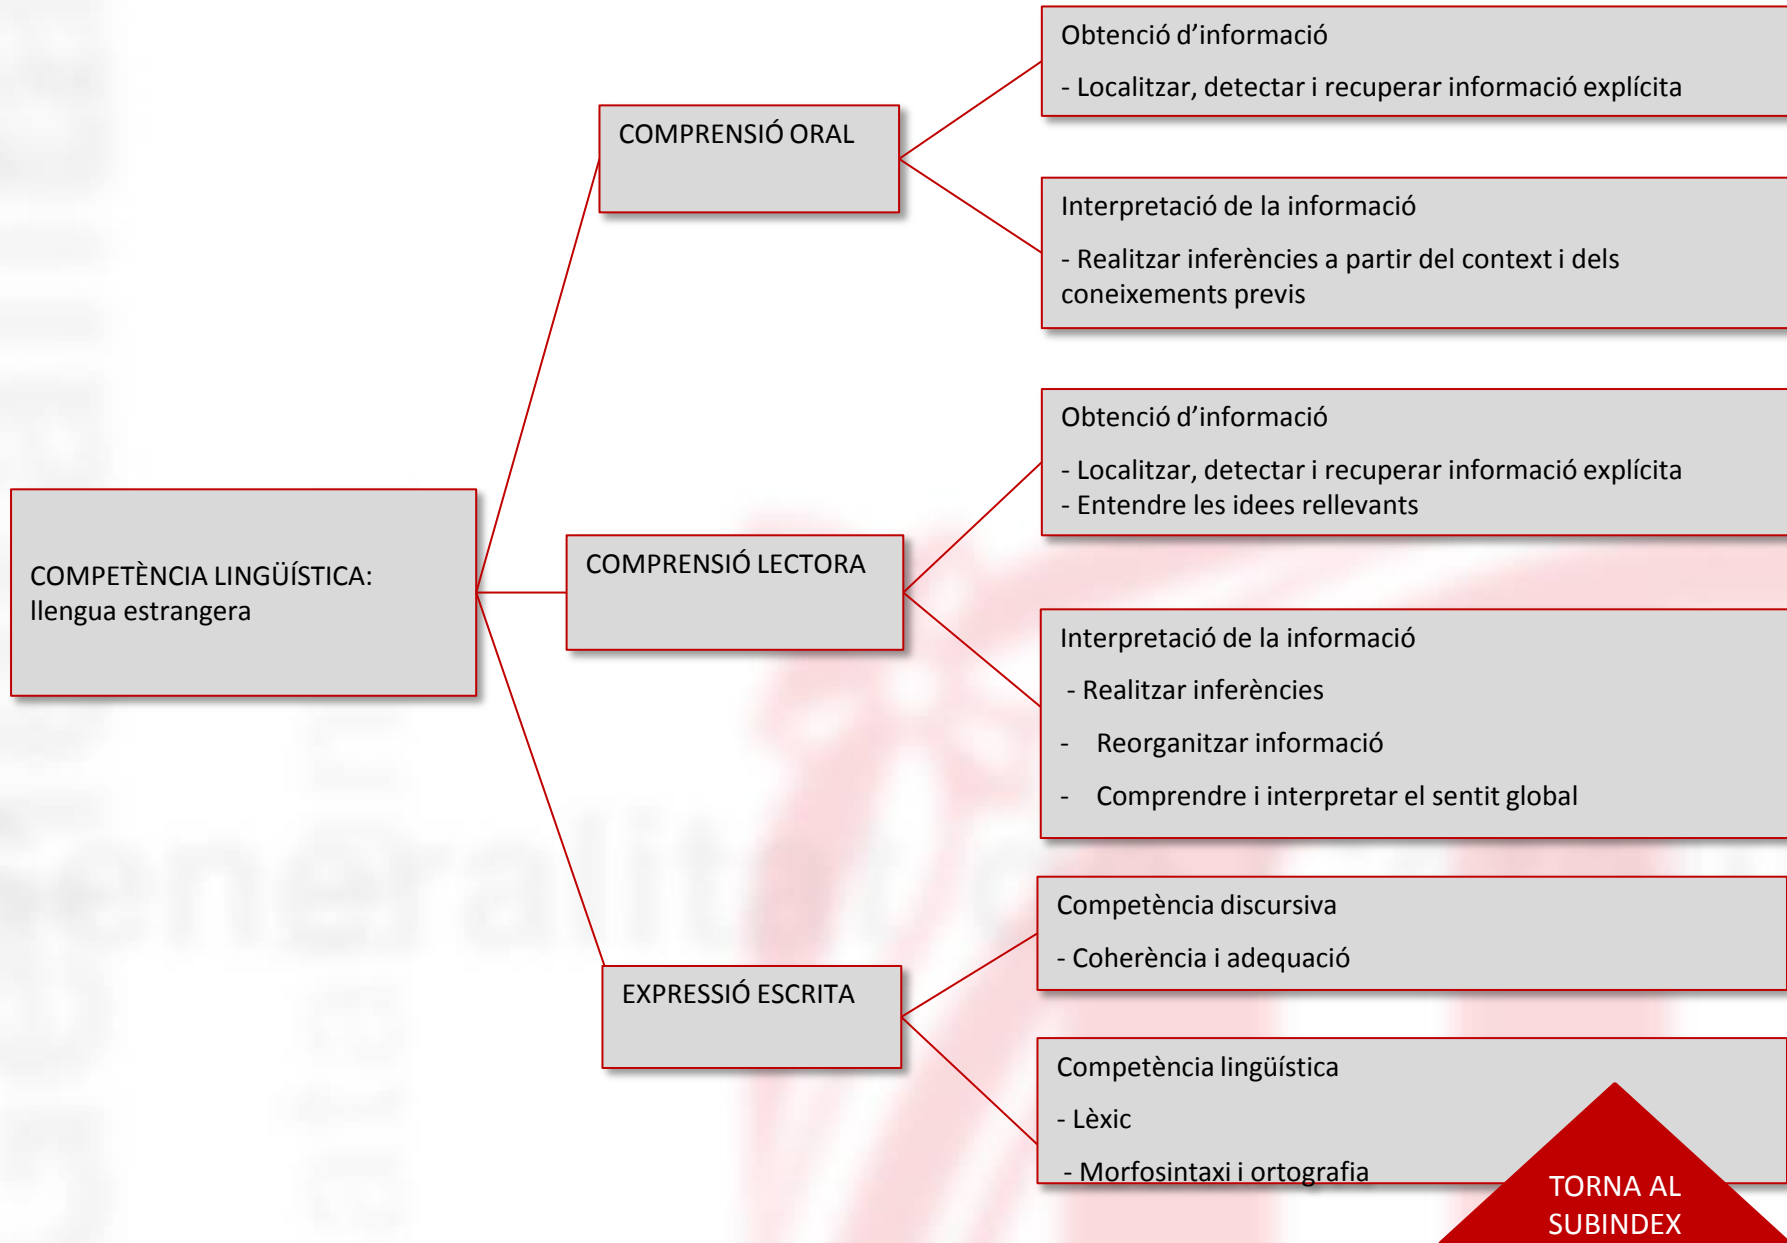 COMPETÈNCIA LINGÜÍSTICA:
llengua estrangera
COMPRENSIÓ ORAL
Obtenció d’informació
- Localitzar, detectar i recuperar informació explícita
Interpretació de la informació
- Realitzar inferències a partir del context i dels
coneixements previs
COMPRENSIÓ LECTORA
Obtenció d’informació
- Localitzar, detectar i recuperar informació explícita
- Entendre les idees rellevants
Interpretació de la informació
- Realitzar inferències
- Reorganitzar informació
- Comprendre i interpretar el sentit global
EXPRESSIÓ ESCRITA
Competència discursiva
- Coherència i adequació
Competència lingüística
- Lèxic
- Morfosintaxi i ortografia
TORNA AL
SUBINDEX